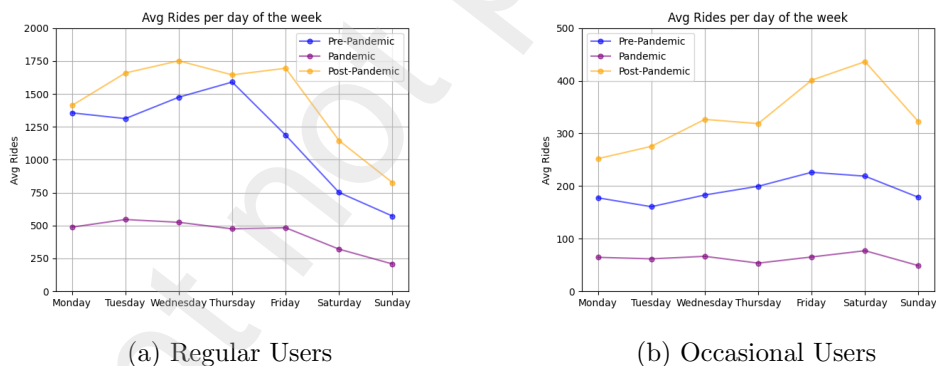 Avg Rides per day of the week
2000
1750
1500
1250
1000
750
500
250
0
Avg Rides
Pre-Pandemic
Pandemic
Post-Pandemic
Monday Tuesday Wednesday Thursday Friday Saturday Sunday
(a) Regular Users
Avg Rides per day of the week
500
400
300
200
100
0
Avg Rides
Pre-Pandemic
Pandemic
Post-Pandemic
Monday Tuesday Wednesday Thursday Friday Saturday Sunday
(b) Occasional Users
not